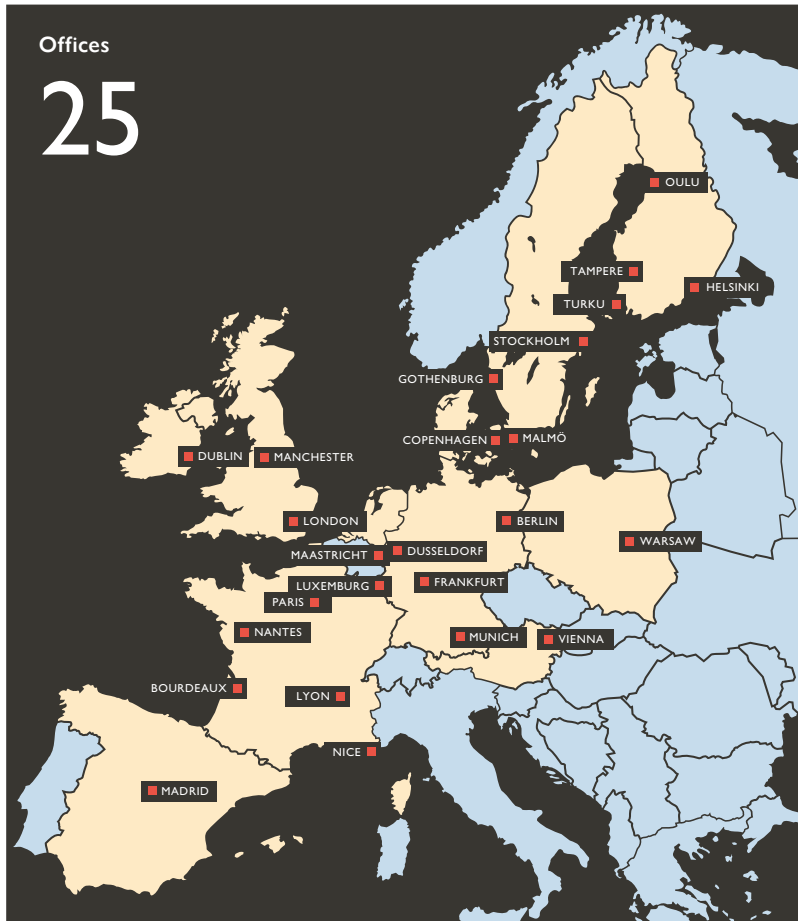 Offices
25
OULU
TAMPERE
HELSINKI
TURKU
STOCKHOLM
GOTHENBURG
COPENHAGEN
MALMÖ
DUBLIN
MANCHESTER
LONDON
BERLIN
WARSAW
MAASTRICHT
DUSSELDORF
LUXEMBURG
FRANKFURT
PARIS
NANTES
MUNICH
VIENNA
BOURDEAUX
LYON
NICE
MADRID